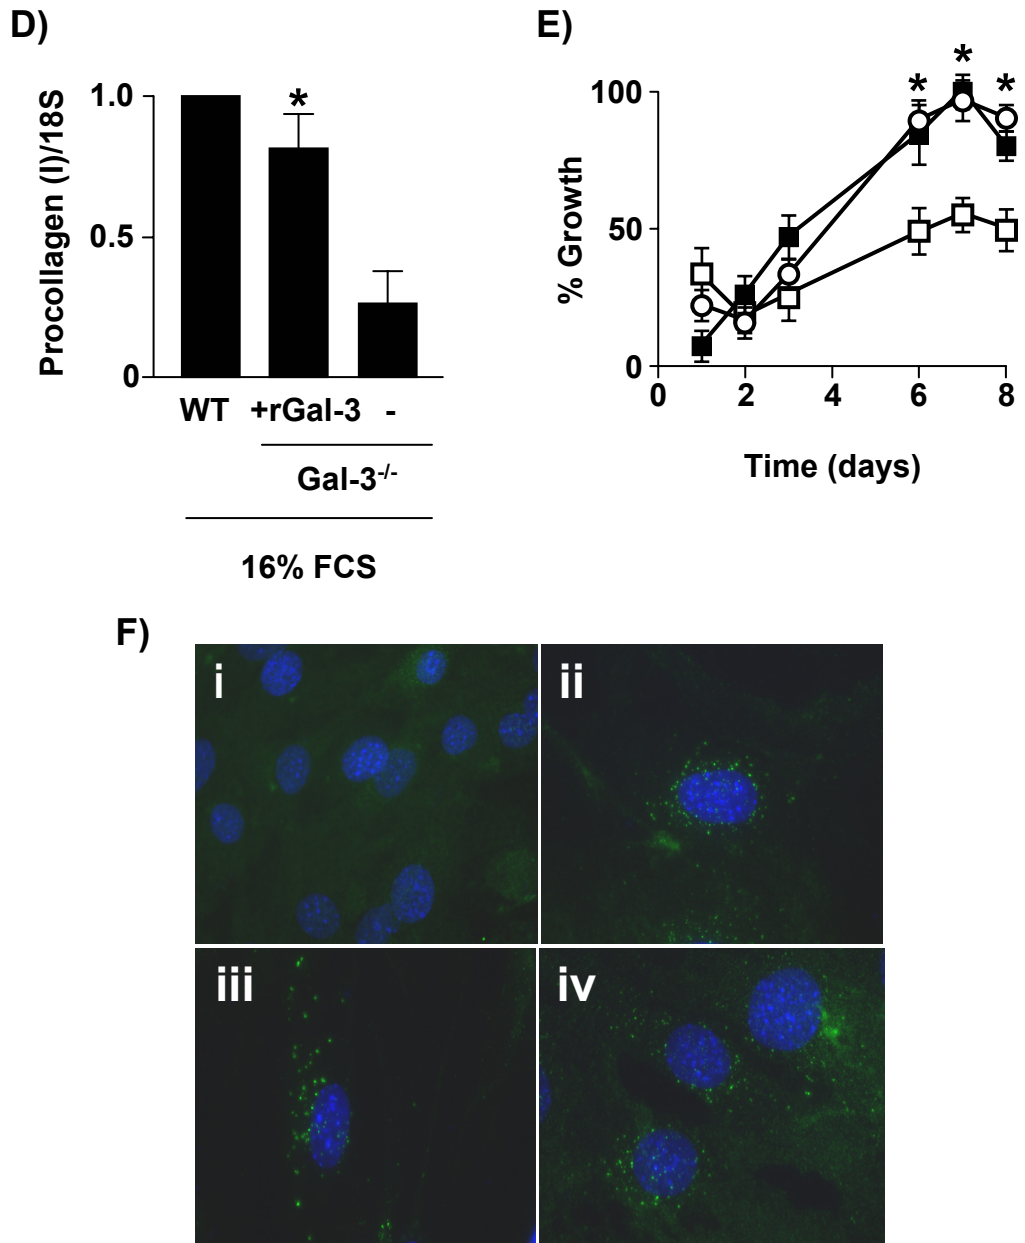 D)
Procollagen (I)/18S
1.0
0.5
0
*
WT +rGal-3 -
Gal-3-/-
16% FCS
E)
% Growth
100
50
0
* * *
0 2 4 6 8
Time (days)
F)
i
ii
iii
iv